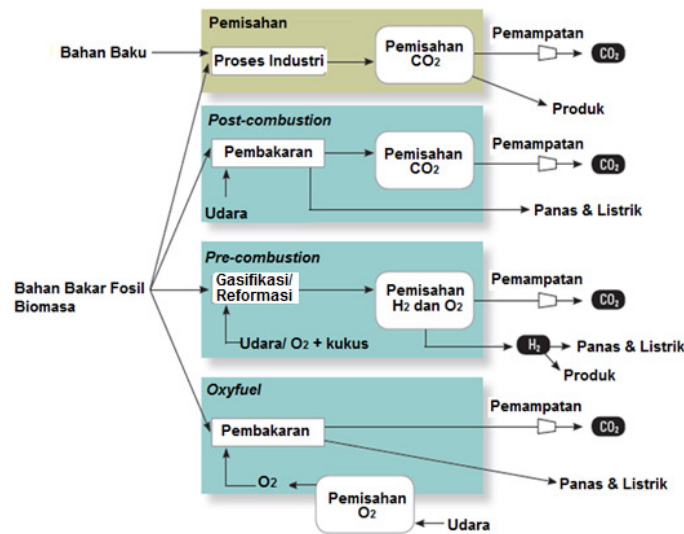 Pemisahan
Bahan Baku
Proses Industri
Pemisahan
CO2
Pemampatan
CO2
Produk
Post-combustion
Pembakaran
Udara
Pemisahan
CO2
Pemampatan
CO2
Panas & Listrik
Bahan Bakar Fosil
Biomasa
Pre-combustion
Gasifikasi/
Reformasi
Udara/ O2 + kukus
Pemisahan
H2 dan O2
Pemampatan
CO2
H2
Panas & Listrik
Produk
Oxyfuel
Pembakaran
Pemampatan
CO2
O2
Panas & Listrik
Pemisahan
O2
Udara